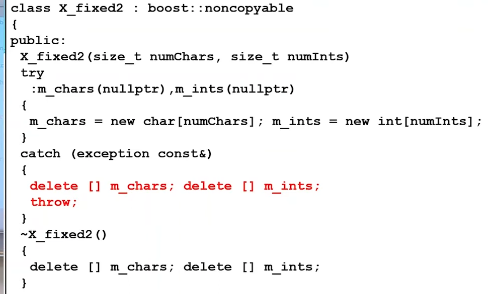 class X_fixed2 : boost::noncopyable
{
public:
X_fixed2(size_t numChars, size_t numInts)
try
:m_chars(nullptr),m_ints(nullptr)
{
m_chars = new char[numChars]; m_ints = new int[numInts];
}
catch (exception const&)
{
delete [] m_chars; delete [] m_ints;
throw;
}
~X_fixed2()
{
delete [] m_chars; delete [] m_ints;
}